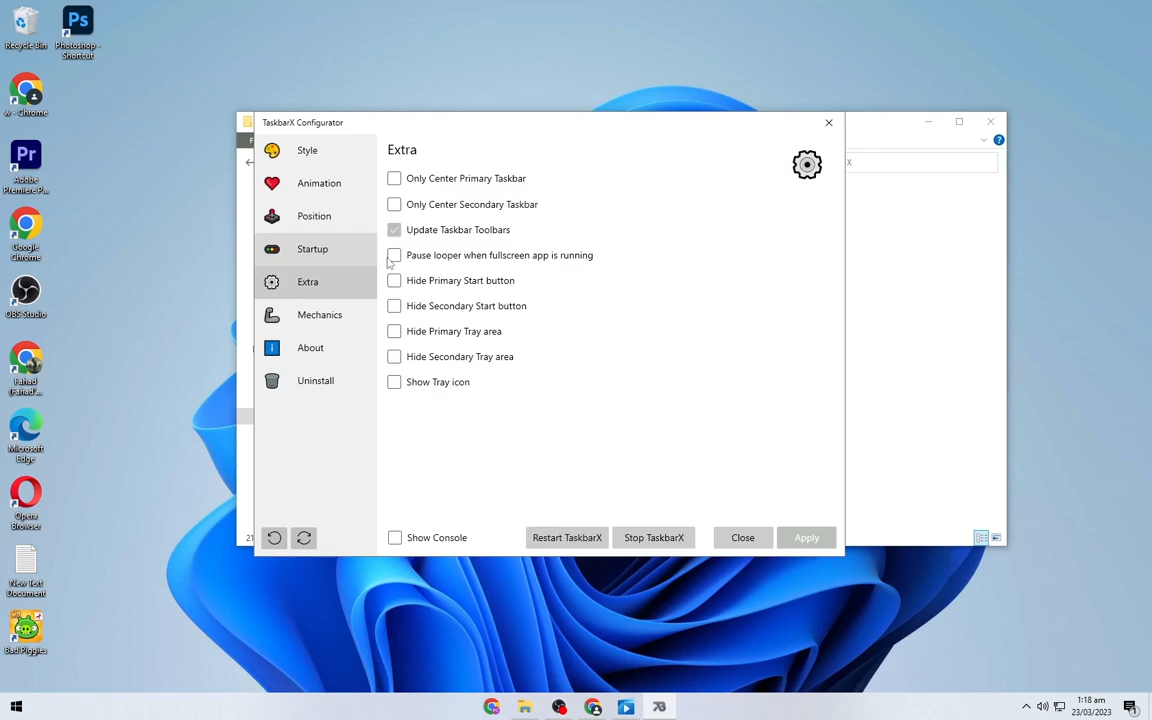 Recycle Bin
Photoshop - Shortcut
w - Chrome
Adobe Premiere P...
Google Chrome
OBS Studio
Fahad (Fahad'...
Microsoft Edge
Opera Browser
New Text Document
Bad Piggies
TaskbarX Configurator
F
X
Style
Animation
Position
Startup
Extra
Mechanics
About
Uninstall
Extra
Only Center Primary Taskbar
Only Center Secondary Taskbar
Update Taskbar Toolbars
Pause looper when fullscreen app is running
Hide Primary Start button
Hide Secondary Start button
Hide Primary Tray area
Hide Secondary Tray area
Show Tray icon
21
Show Console
Restart TaskbarX
Stop TaskbarX
Close
Apply
1:18 am
23/03/2023